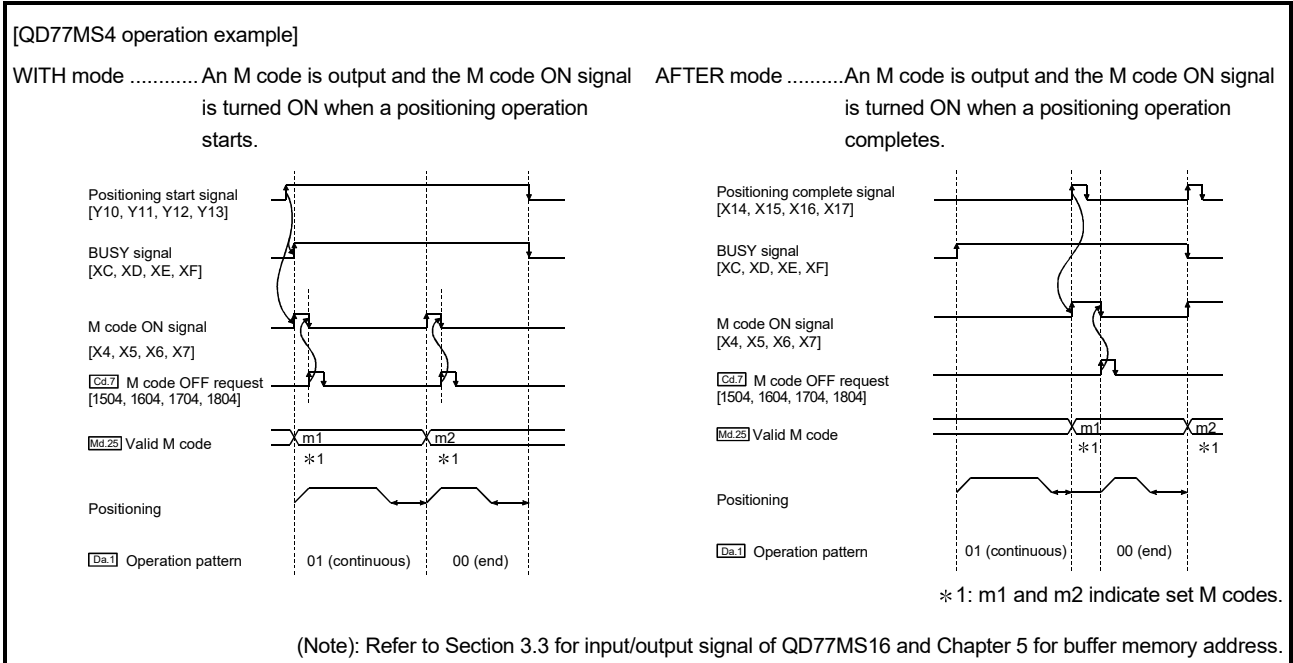 [QD77MS4 operation example]
WITH mode ............ An M code is output and the M code ON signal
is turned ON when a positioning operation
starts.
Positioning start signal
[Y10, Y11, Y12, Y13]
BUSY signal
[XC, XD, XE, XF]
M code ON signal
[X4, X5, X6, X7]
Cd.7 M code OFF request
[1504, 1604, 1704, 1804]
Md.25 Valid M code
m1
m2
*1
*1
Positioning
Da.1 Operation pattern
01 (continuous)
00 (end)
AFTER mode .........An M code is output and the M code ON signal
is turned ON when a positioning operation
completes.
Positioning complete signal
[X14, X15, X16, X17]
BUSY signal
[XC, XD, XE, XF]
M code ON signal
[X4, X5, X6, X7]
Cd.7 M code OFF request
[1504, 1604, 1704, 1804]
Md.25 Valid M code
m1
m2
*1
*1
Positioning
Da.1 Operation pattern
01 (continuous)
00 (end)
*1: m1 and m2 indicate set M codes.
(Note): Refer to Section 3.3 for input/output signal of QD77MS16 and Chapter 5 for buffer memory address.